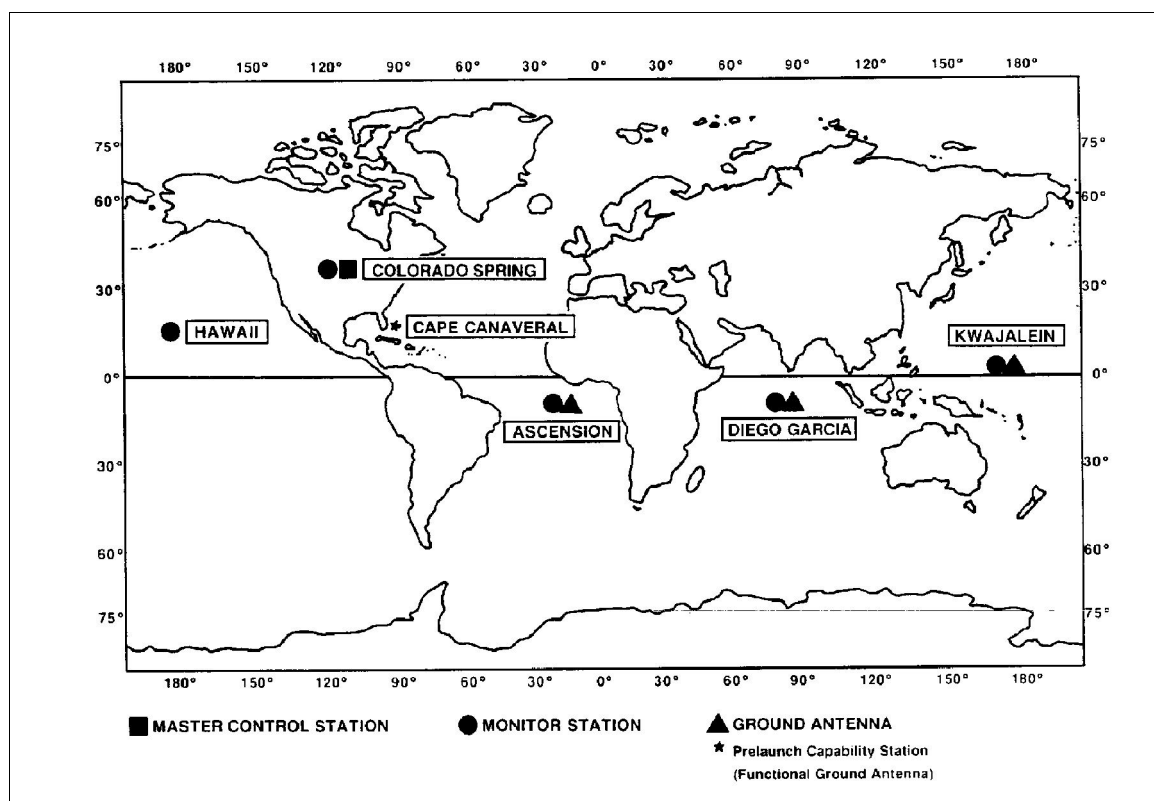 180° 150° 120° 90° 60° 30° 0° 30° 60° 90° 120° 150° 180°
75° 75°
60° 60°
COLORADO SPRING
30° 30°
HAWAII
CAPE CANAVERAL
KWAJALEIN
0° 0°
ASCENSION
DIEGO GARCIA
30° 30°
60° 60°
75° 75°
180° 150° 120° 90° 60° 30° 0° 30° 60° 90° 120° 150° 180°
MASTER CONTROL STATION
MONITOR STATION
GROUND ANTENNA
Prelaunch Capability Station
(Functional Ground Antenna)